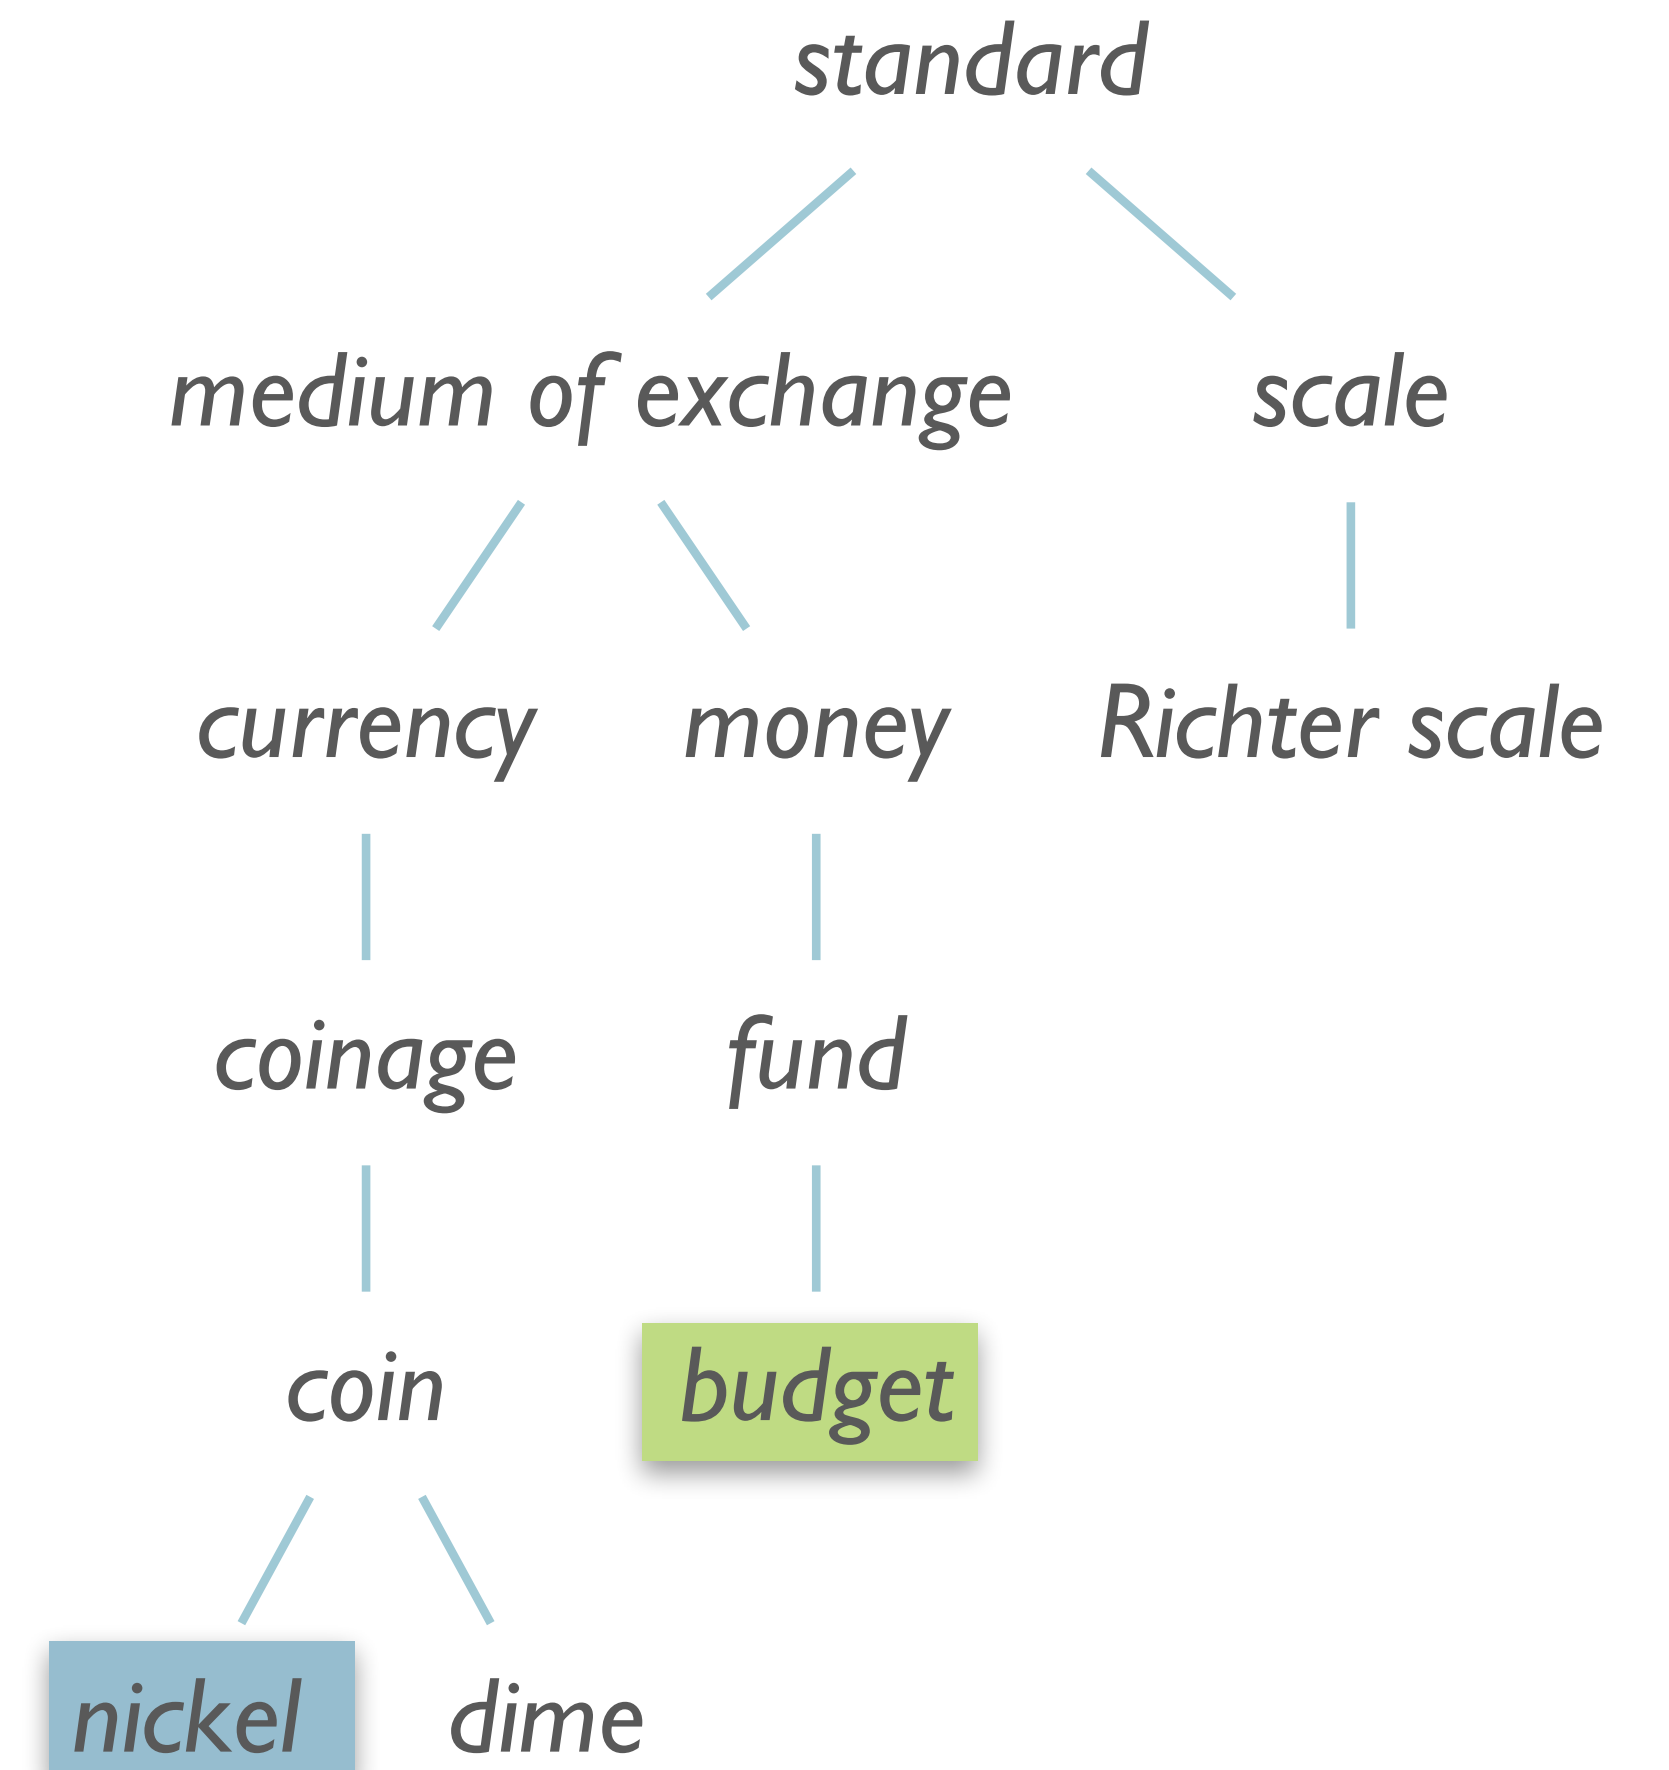 standard
medium of exchange scale
currency money Richter scale
coinage fund
coin budget
nickel dime